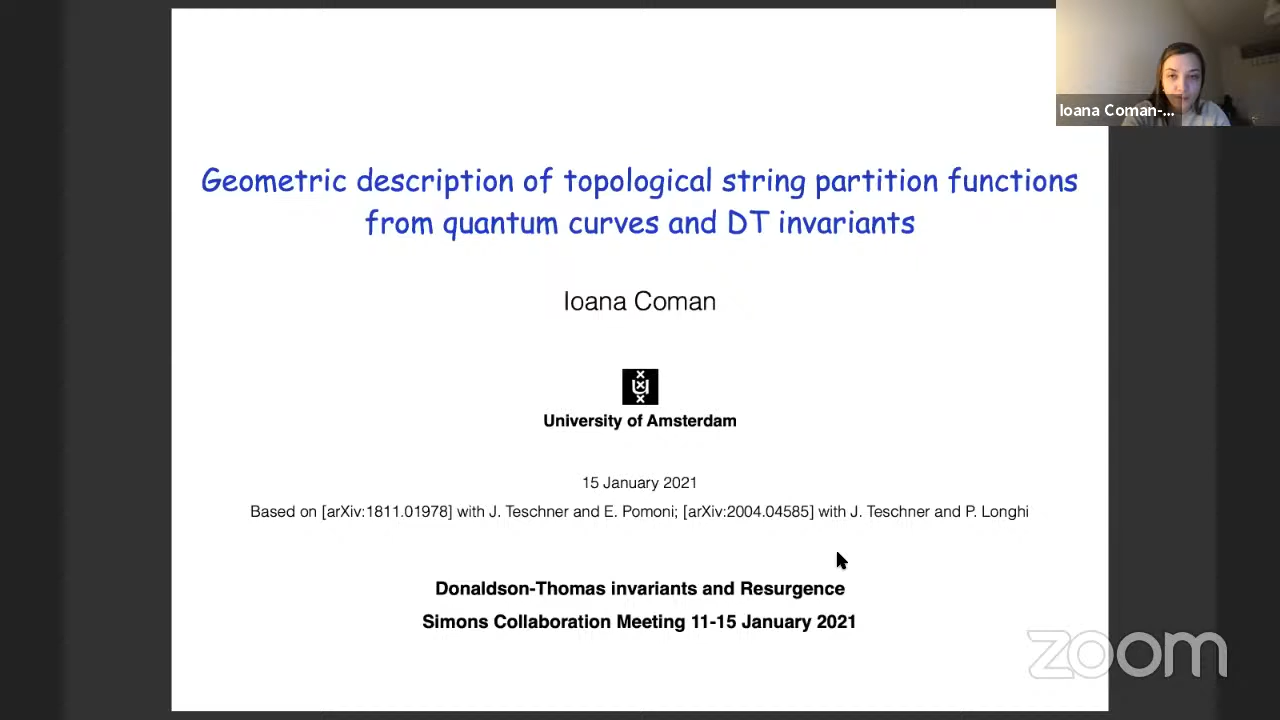 Ioana Coman-...
Geometric description of topological string partition functions
from quantum curves and DT invariants
Ioana Coman
University of Amsterdam
15 January 2021
Based on [arXiv:1811.01978] with J. Teschner and E. Pomoni; [arXiv:2004.04585] with J. Teschner and P. Longhi
Donaldson-Thomas invariants and Resurgence
Simons Collaboration Meeting 11-15 January 2021
zoom